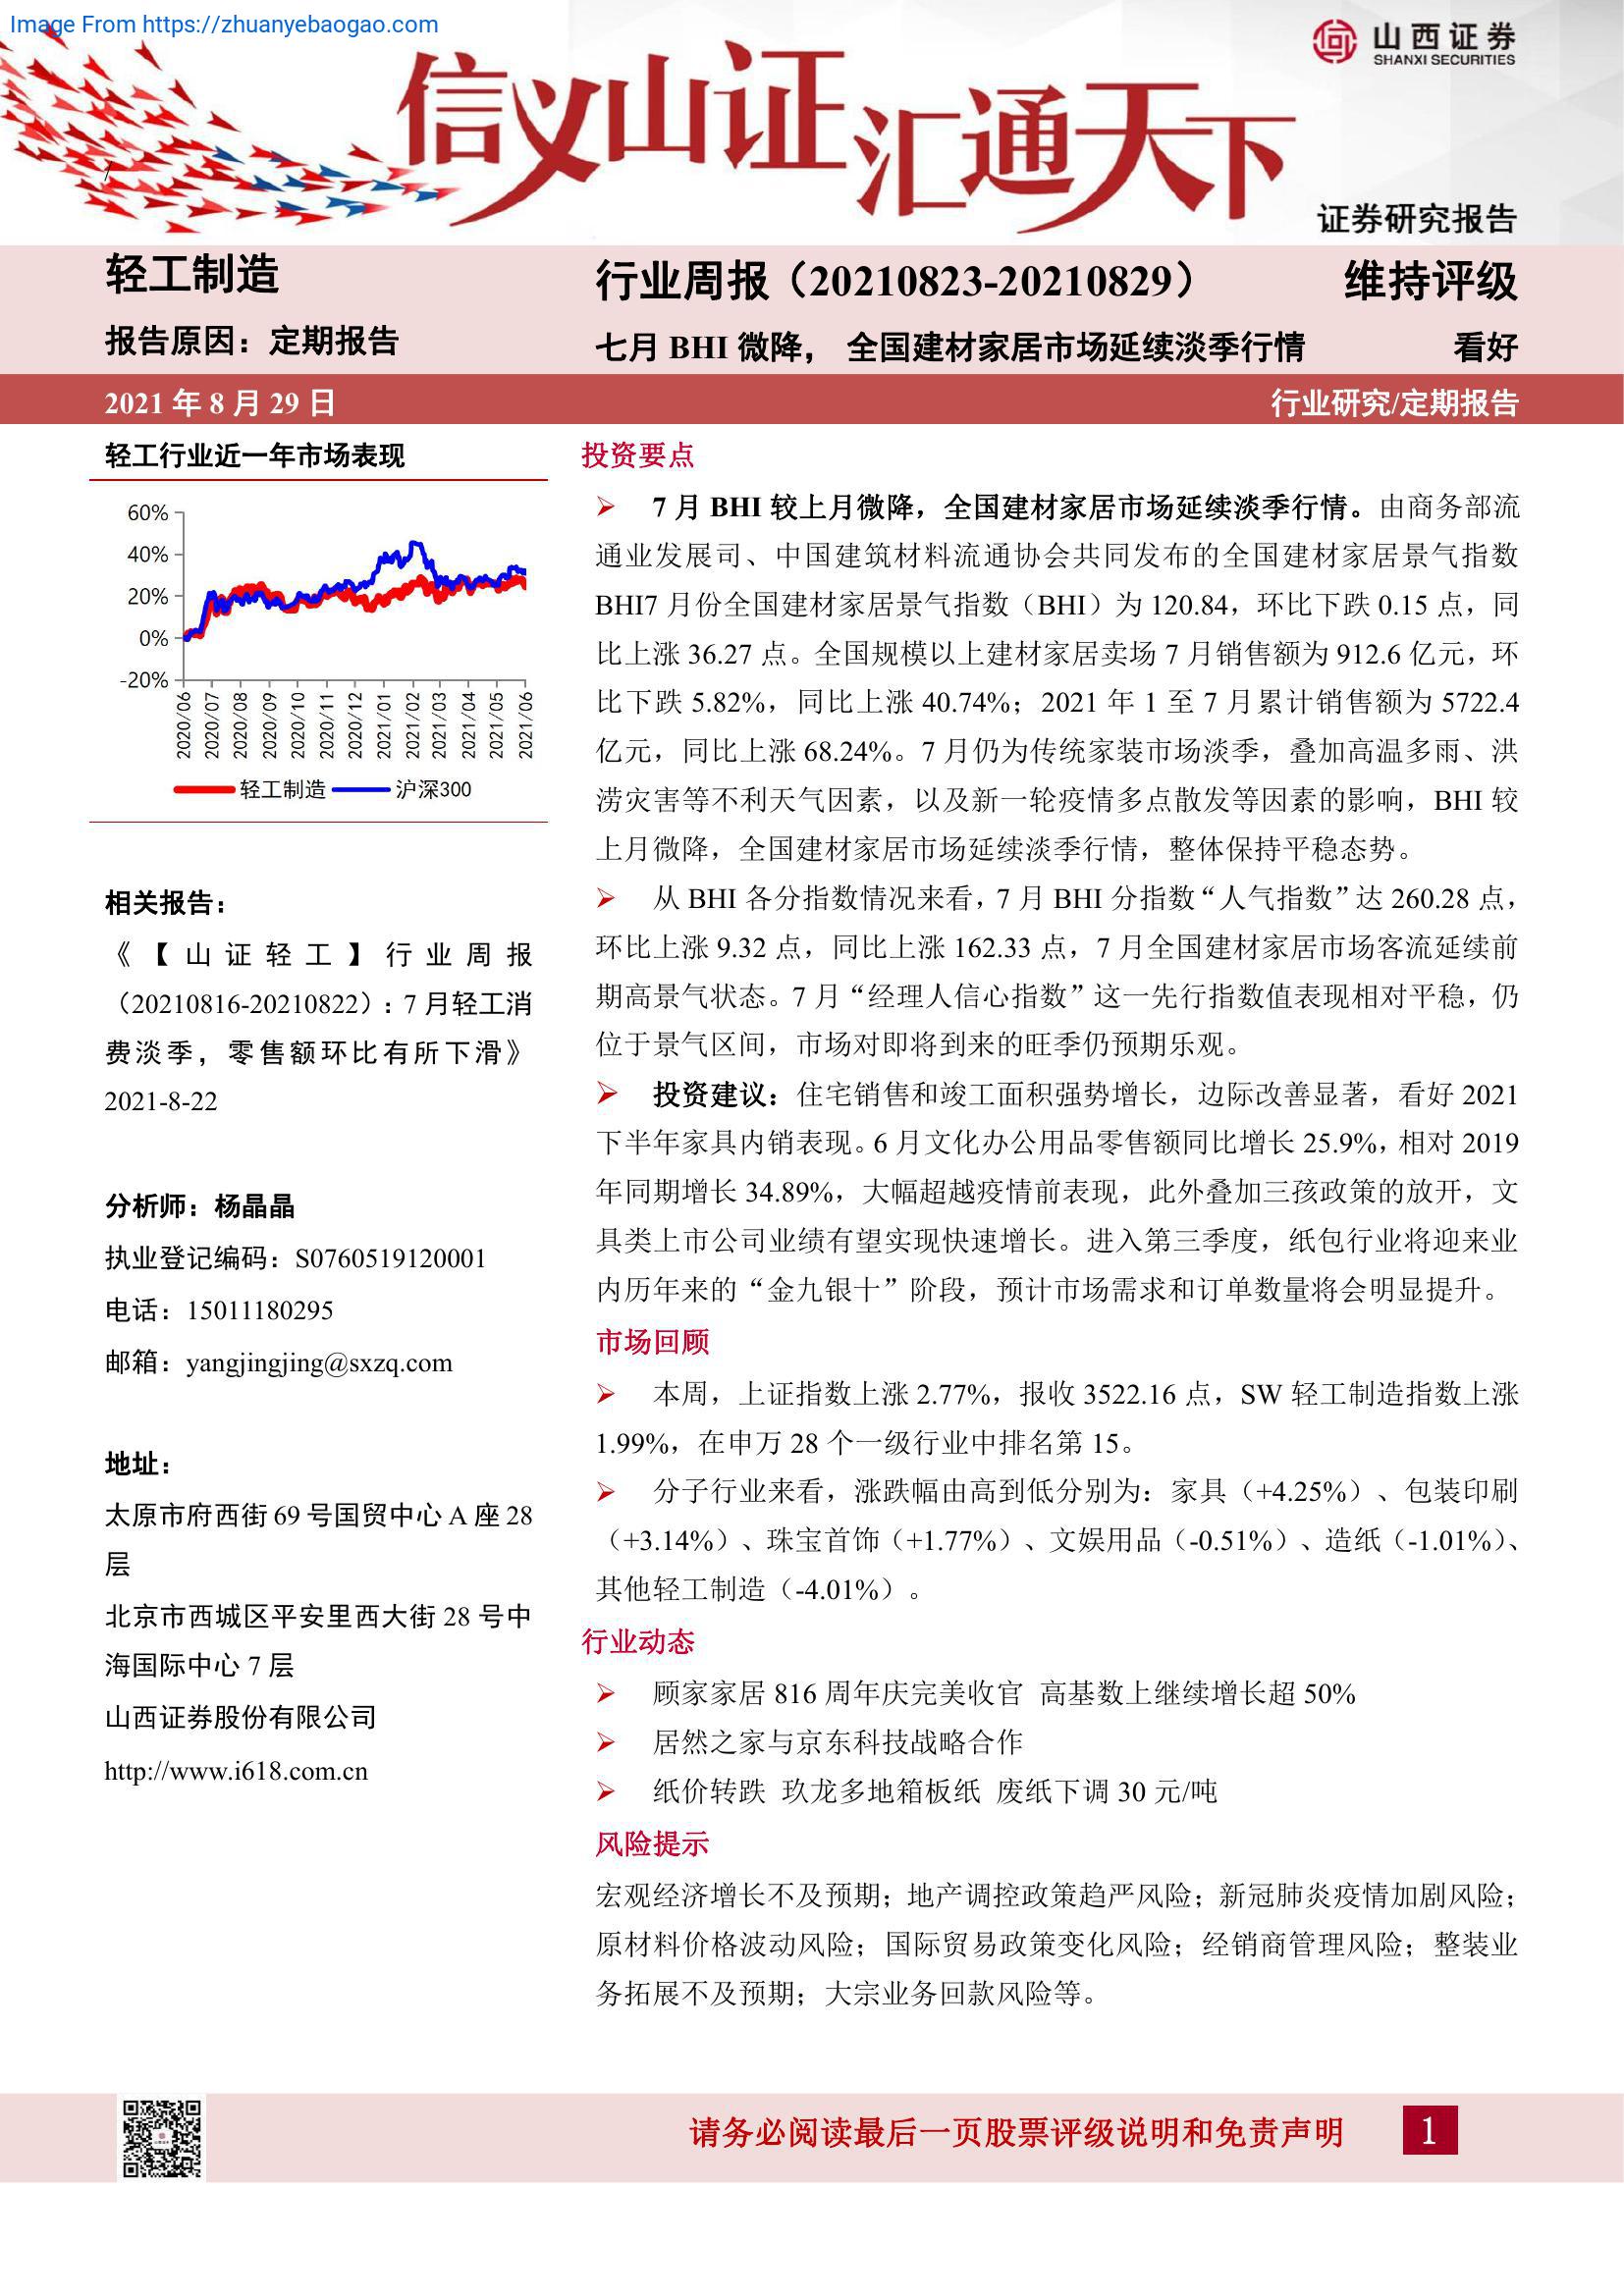 Image From https://zhuanyebaogao.com
山西证券
SHANXI SECURITIES
信义山证汇通天下
证券研究报告
轻工制造
报告原因：定期报告
行业周报（20210823-20210829）
维持评级
七月 BHI 微降， 全国建材家居市场延续淡季行情
看好
2021 年 8 月 29 日
行业研究/定期报告
轻工行业近一年市场表现
60%
40%
20%
0%
-20%
2020/06
2020/07
2020/08
2020/09
2020/10
2020/11
2020/12
2021/01
2021/02
2021/03
2021/04
2021/05
2021/06
轻工制造 沪深300
相关报告：
《【山证轻工】行业周报
（20210816-20210822）：7 月轻工消
费淡季，零售额环比有所下滑》
2021-8-22
分析师：杨晶晶
执业登记编码：S0760519120001
电话：15011180295
邮箱：yangjingjing@sxzq.com
地址：
太原市府西街 69 号国贸中心 A 座 28
层
北京市西城区平安里西大街 28 号中
海国际中心 7 层
山西证券股份有限公司
http://www.i618.com.cn
投资要点
➢ 7 月 BHI 较上月微降，全国建材家居市场延续淡季行情。由商务部流
通业发展司、中国建筑材料流通协会共同发布的全国建材家居景气指数
BHI7 月份全国建材家居景气指数（BHI）为 120.84，环比下跌 0.15 点，同
比上涨 36.27 点。全国规模以上建材家居卖场 7 月销售额为 912.6 亿元，环
比下跌 5.82%，同比上涨 40.74%；2021 年 1 至 7 月累计销售额为 5722.4
亿元，同比上涨 68.24%。7 月仍为传统家装市场淡季，叠加高温多雨、洪
涝灾害等不利天气因素，以及新一轮疫情多点散发等因素的影响，BHI 较
上月微降，全国建材家居市场延续淡季行情，整体保持平稳态势。
➢ 从 BHI 各分指数情况来看，7 月 BHI 分指数“人气指数”达 260.28 点，
环比上涨 9.32 点，同比上涨 162.33 点，7 月全国建材家居市场客流延续前
期高景气状态。7 月“经理人信心指数”这一先行指数值表现相对平稳，仍
位于景气区间，市场对即将到来的旺季仍预期乐观。
➢ 投资建议：住宅销售和竣工面积强势增长，边际改善显著，看好 2021
下半年家具内销表现。6 月文化办公用品零售额同比增长 25.9%，相对 2019
年同期增长 34.89%，大幅超越疫情前表现，此外叠加三孩政策的放开，文
具类上市公司业绩有望实现快速增长。进入第三季度，纸包行业将迎来业
内历年来的“金九银十”阶段，预计市场需求和订单数量将会明显提升。
市场回顾
➢ 本周，上证指数上涨 2.77%，报收 3522.16 点，SW 轻工制造指数上涨
1.99%，在申万 28 个一级行业中排名第 15。
➢ 分子行业来看，涨跌幅由高到低分别为：家具（+4.25%）、包装印刷
（+3.14%）、珠宝首饰（+1.77%）、文娱用品（-0.51%）、造纸（-1.01%）、
其他轻工制造（-4.01%）。
行业动态
➢ 顾家家居 816 周年庆完美收官 高基数上继续增长超 50%
➢ 居然之家与京东科技战略合作
➢ 纸价转跌 玖龙多地箱板纸 废纸下调 30 元/吨
风险提示
宏观经济增长不及预期；地产调控政策趋严风险；新冠肺炎疫情加剧风险；
原材料价格波动风险；国际贸易政策变化风险；经销商管理风险；整装业
务拓展不及预期；大宗业务回款风险等。
请务必阅读最后一页股票评级说明和免责声明
1